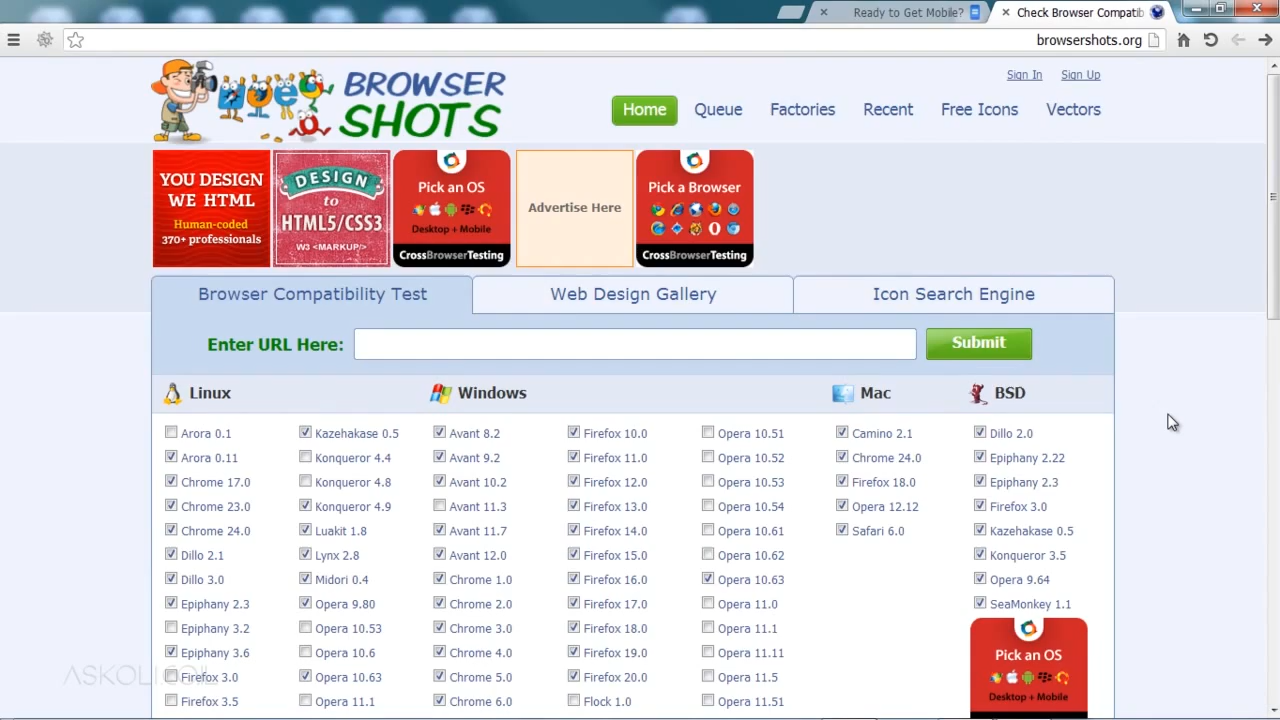 Ready to Get Mobile?
Check Browser Compatib
browsershots.org
BROWSER
SHOTS
Sign In
Sign Up
Home
Queue
Factories
Recent
Free Icons
Vectors
YOU DESIGN
WE HTML
Human-coded
370+ professionals
DESIGN
to
HTML5/CSS3
W3 <MARKUP/>
Pick an OS
Desktop + Mobile
CrossBrowserTesting
Advertise Here
Pick a Browser
CrossBrowserTesting
Browser Compatibility Test
Web Design Gallery
Icon Search Engine
Enter URL Here:
Submit
Linux
Windows
Mac
BSD
Arora 0.1
Arora 0.11
Chrome 17.0
Chrome 23.0
Chrome 24.0
Dillo 2.1
Dillo 3.0
Epiphany 2.3
Epiphany 3.2
Epiphany 3.6
Firefox 3.0
Firefox 3.5
Kazehakase 0.5
Konqueror 4.4
Konqueror 4.8
Konqueror 4.9
Luakit 1.8
Lynx 2.8
Midori 0.4
Opera 9.80
Opera 10.53
Opera 10.6
Opera 10.63
Opera 11.1
Avant 8.2
Avant 9.2
Avant 10.2
Avant 11.3
Avant 11.7
Avant 12.0
Chrome 1.0
Chrome 2.0
Chrome 3.0
Chrome 4.0
Chrome 5.0
Chrome 6.0
Firefox 10.0
Firefox 11.0
Firefox 12.0
Firefox 13.0
Firefox 14.0
Firefox 15.0
Firefox 16.0
Firefox 17.0
Firefox 18.0
Firefox 19.0
Firefox 20.0
Flock 1.0
Opera 10.51
Opera 10.52
Opera 10.53
Opera 10.54
Opera 10.61
Opera 10.62
Opera 10.63
Opera 11.0
Opera 11.1
Opera 11.11
Opera 11.5
Opera 11.51
Camino 2.1
Chrome 24.0
Firefox 18.0
Opera 12.12
Safari 6.0
Dillo 2.0
Epiphany 2.22
Epiphany 2.3
Firefox 3.0
Kazehakase 0.5
Konqueror 3.5
Opera 9.64
SeaMonkey 1.1
Pick an OS
Desktop + Mobile